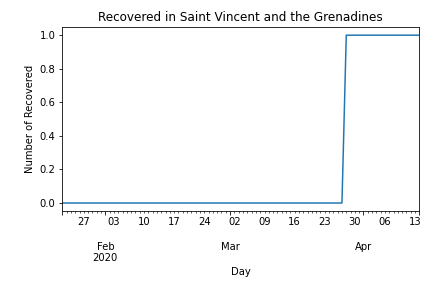 Recovered in Saint Vincent and the Grenadines
1.0
0.8
0.6
0.4
0.2
0.0
Number of Recovered
27 03 10 17 24 02 09 16 23 30 06 13
Feb Mar Apr
2020
Day